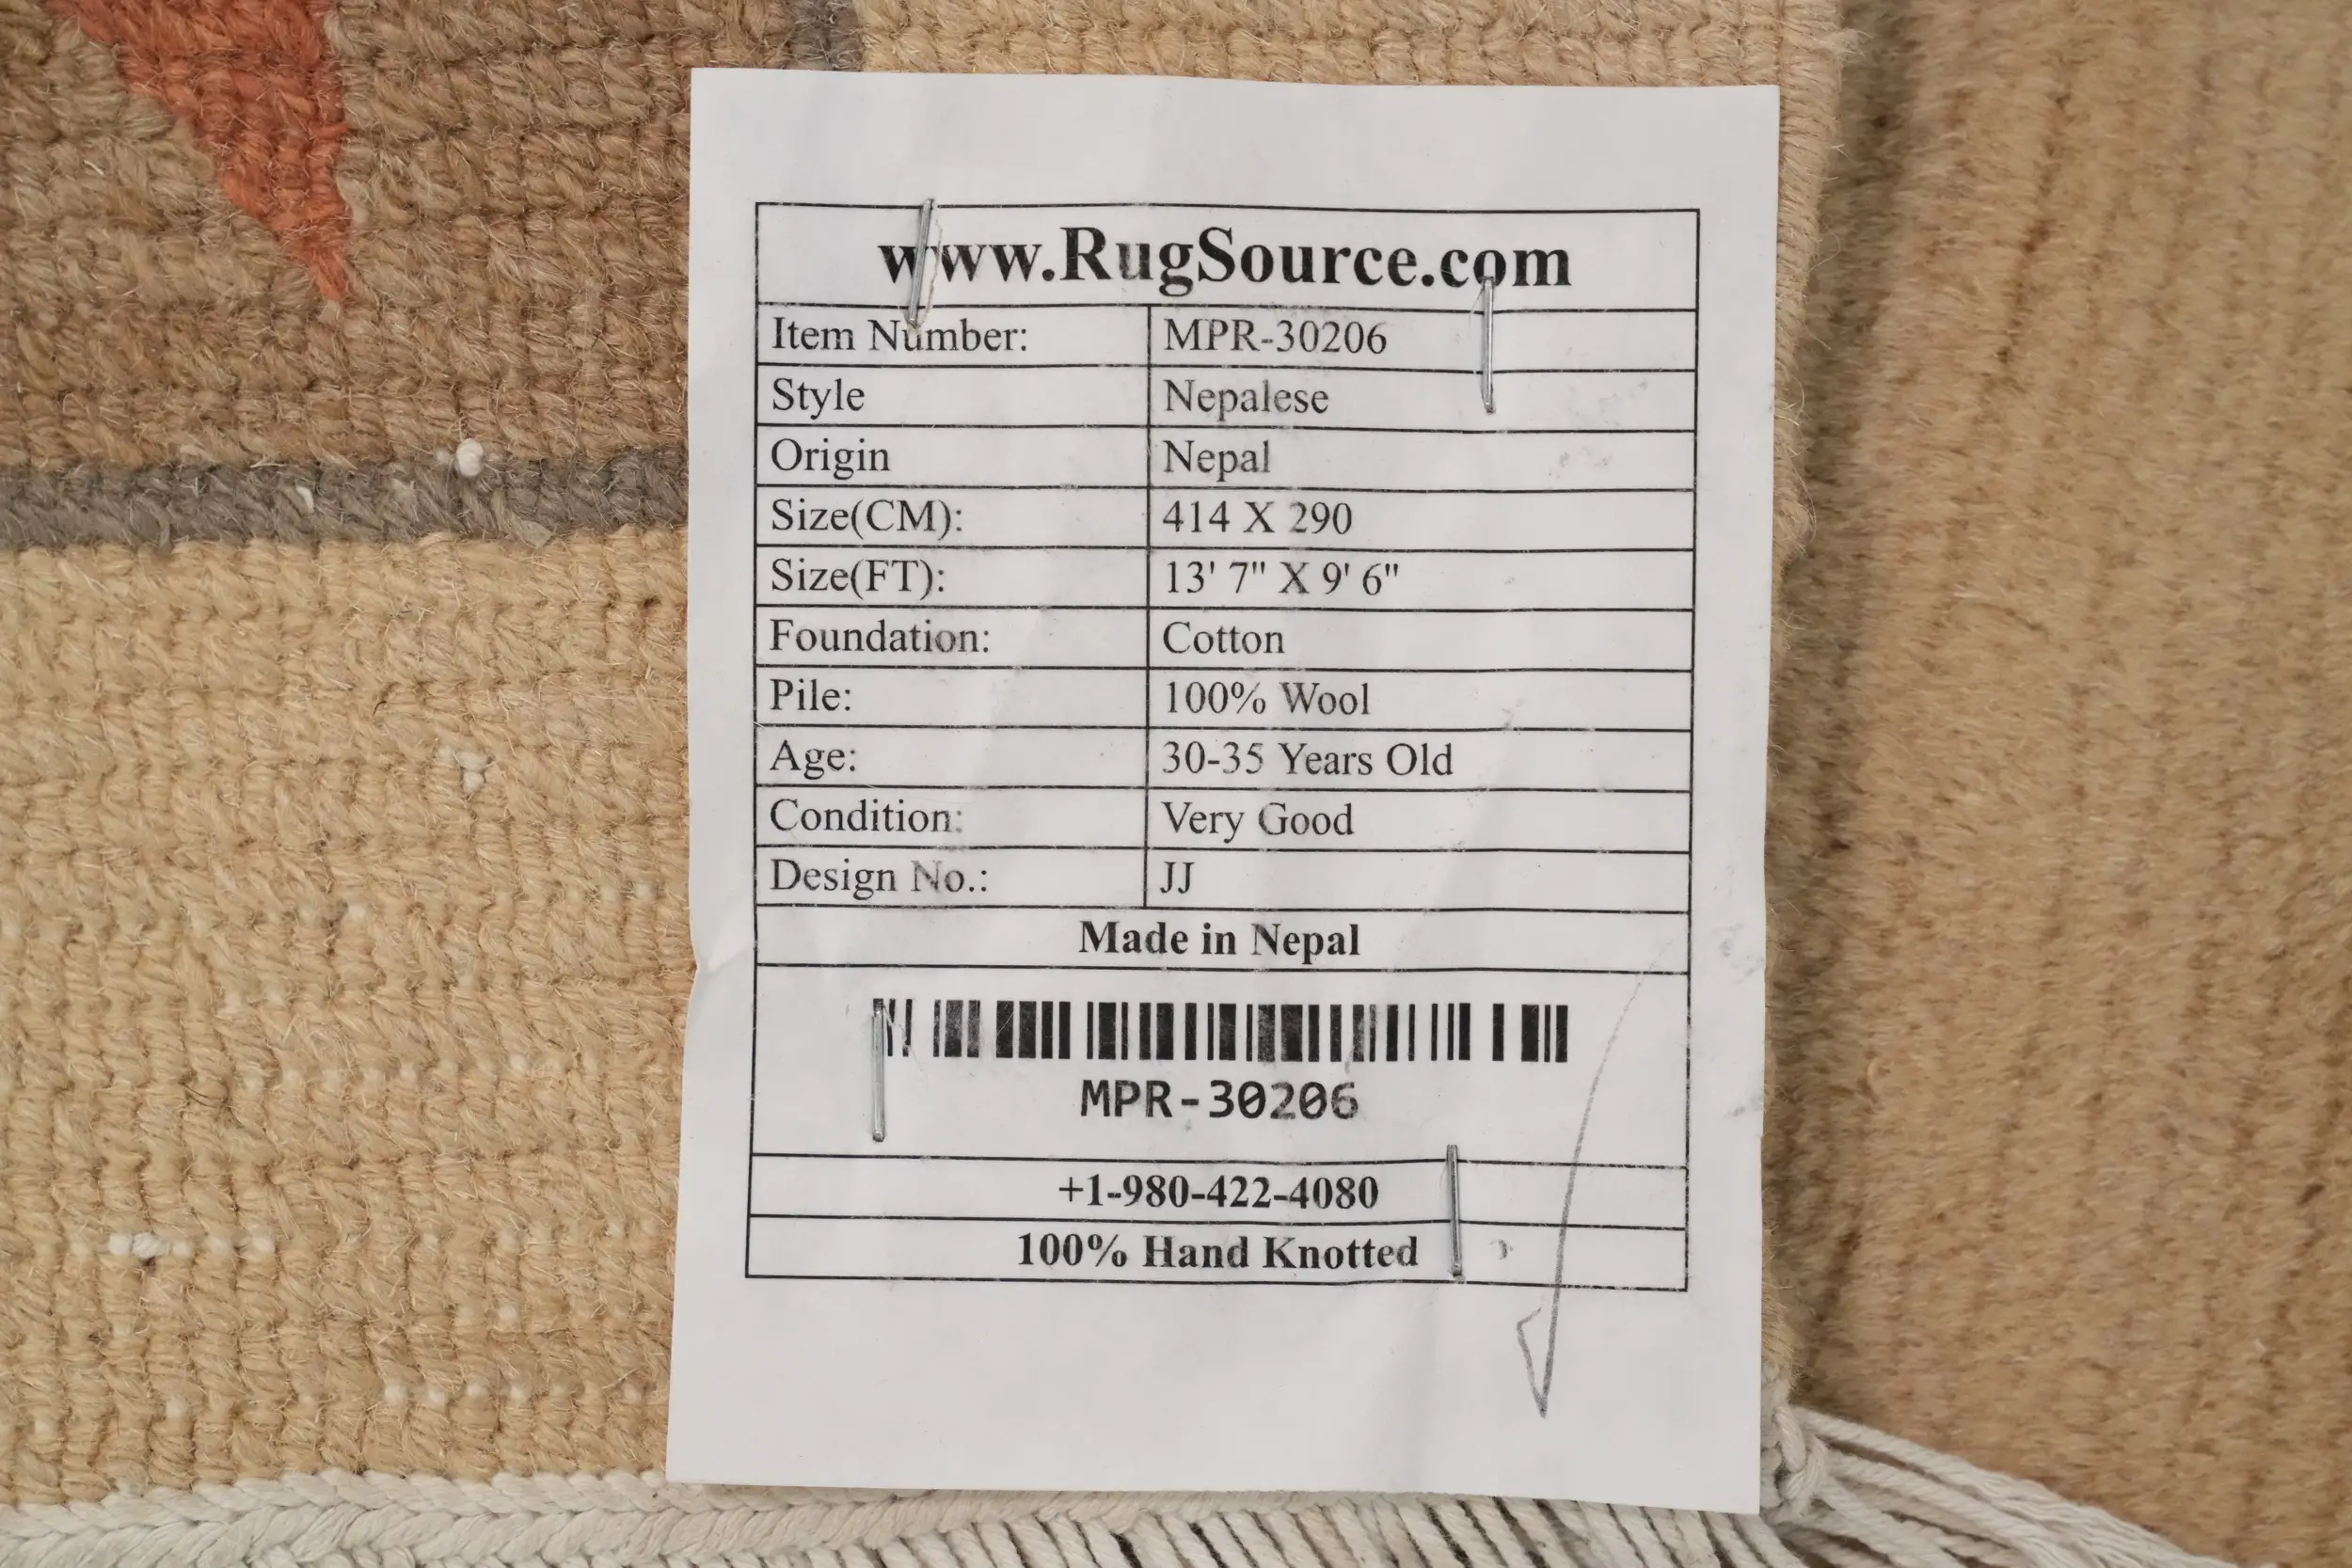 www.RugSource.com
Item Number: MPR-30206
Style Nepalese
Origin Nepal
Size(CM): 414 X 290
Size(FT): 13' 7" X 9' 6"
Foundation: Cotton
Pile: 100% Wool
Age: 30-35 Years Old
Condition: Very Good
Design No.: JJ
Made in Nepal
MPR-30206
+1-980-422-4080
100% Hand Knotted